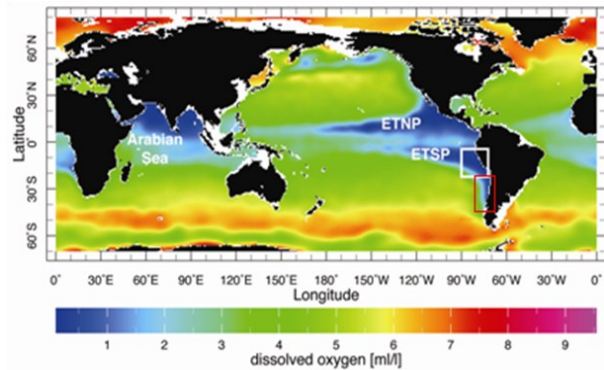 Latitude
60˚N
30˚N
0˚
30˚S
60˚S
Arabian
Sea
ETNP
ETSP
0˚ 30˚E 60˚E 90˚E 120˚E 150˚E 180˚ 150˚W 120˚W 90˚W 60˚W 30˚W 0˚
Longitude
1 2 3 4 5 6 7 8 9
dissolved oxygen [ml/l]